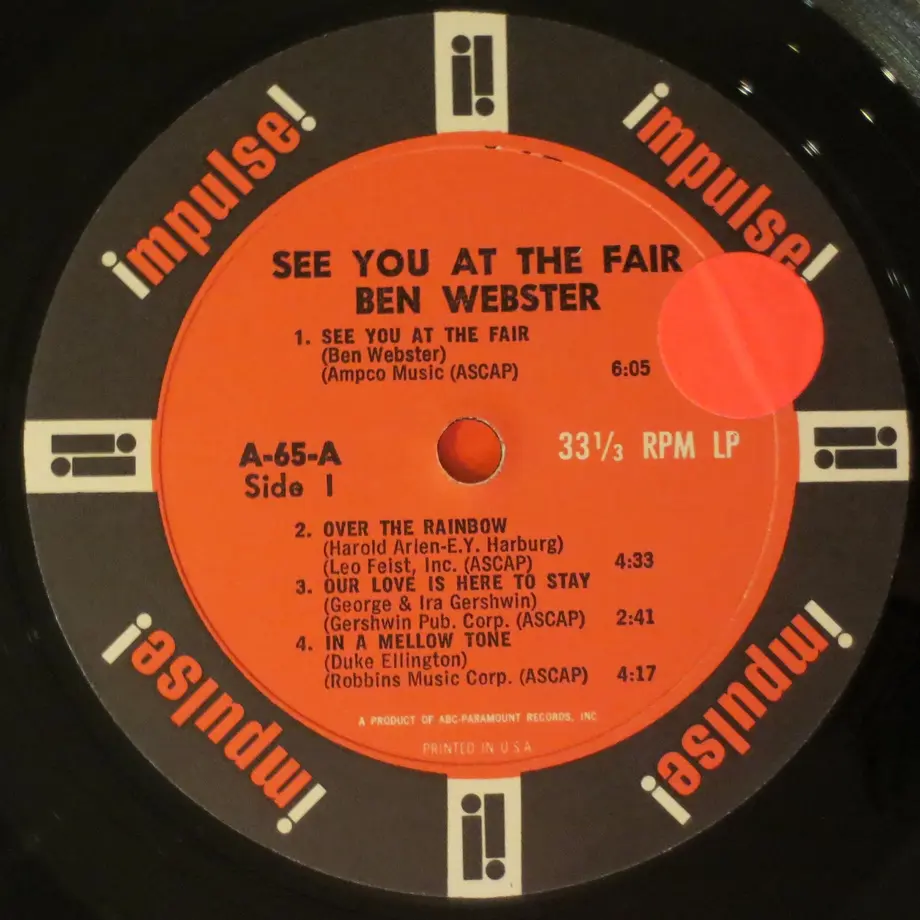 impulse!
impulse!
SEE YOU AT THE FAIR
BEN WEBSTER
1. SEE YOU AT THE FAIR
(Ben Webster)
(Ampco Music (ASCAP) 6:05
A-65-A
Side 1
33 1/3 RPM LP
2. OVER THE RAINBOW
(Harold Arlen-E.Y. Harburg)
(Leo Feist, Inc. (ASCAP) 4:33
3. OUR LOVE IS HERE TO STAY
(George & Ira Gershwin)
(Gershwin Pub. Corp. (ASCAP) 2:41
4. IN A MELLOW TONE
(Duke Ellington)
(Robbins Music Corp. (ASCAP) 4:17
A PRODUCT OF ABC-PARAMOUNT RECORDS, INC
PRINTED IN U S A
impulse!
impulse!